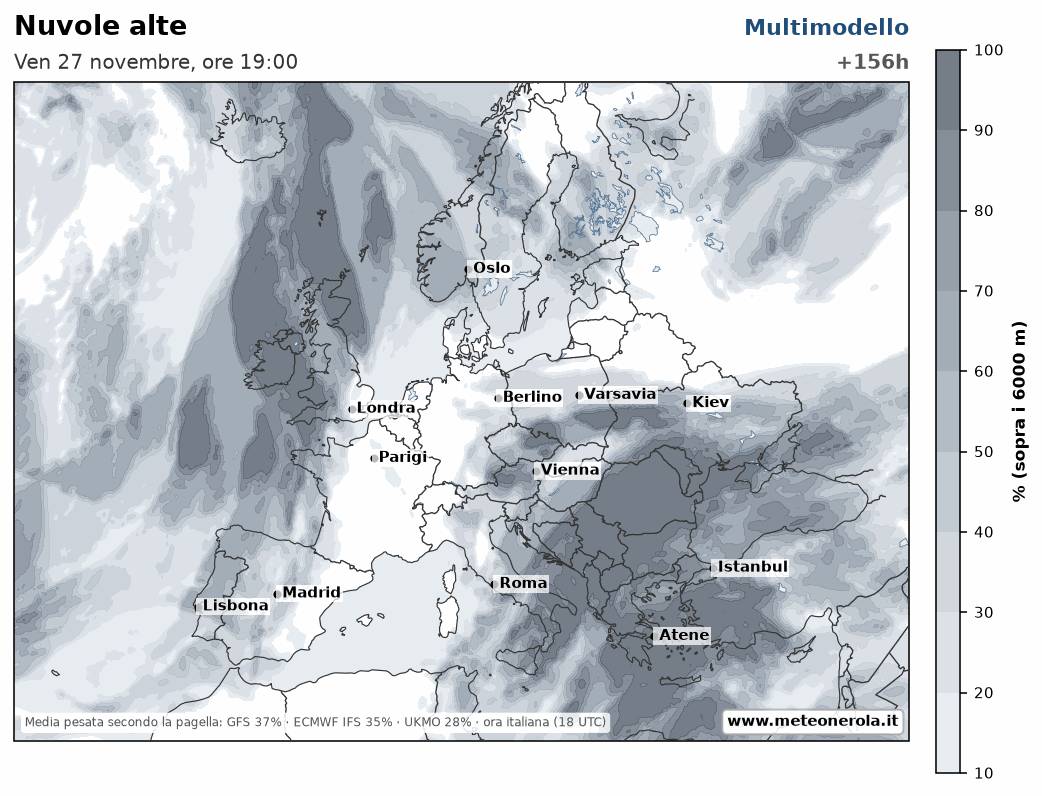 Nuvole alte
Multimodello
Ven 27 novembre, ore 19:00
+156h
100
90
80
70
60
50
40
30
20
10
% (sopra i 6000 m)
Oslo
Londra
Berlino
Varsavia
Kiev
Parigi
Vienna
Istanbul
Roma
Madrid
Lisbona
Atene
Media pesata secondo la pagella: GFS 37% · ECMWF IFS 35% · UKMO 28% · ora italiana (18 UTC)
www.meteonerola.it